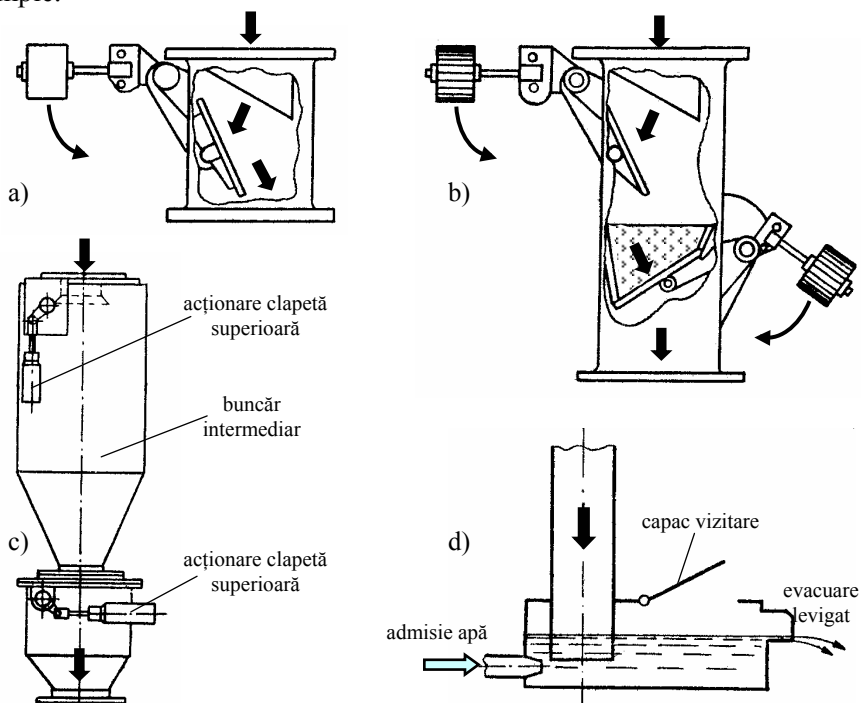 a)
b)
acționare clapetă
superioară
buncăr
intermediar
c)
acționare clapetă
superioară
d)
capac vizitare
evacuare
levigat
admisie apă